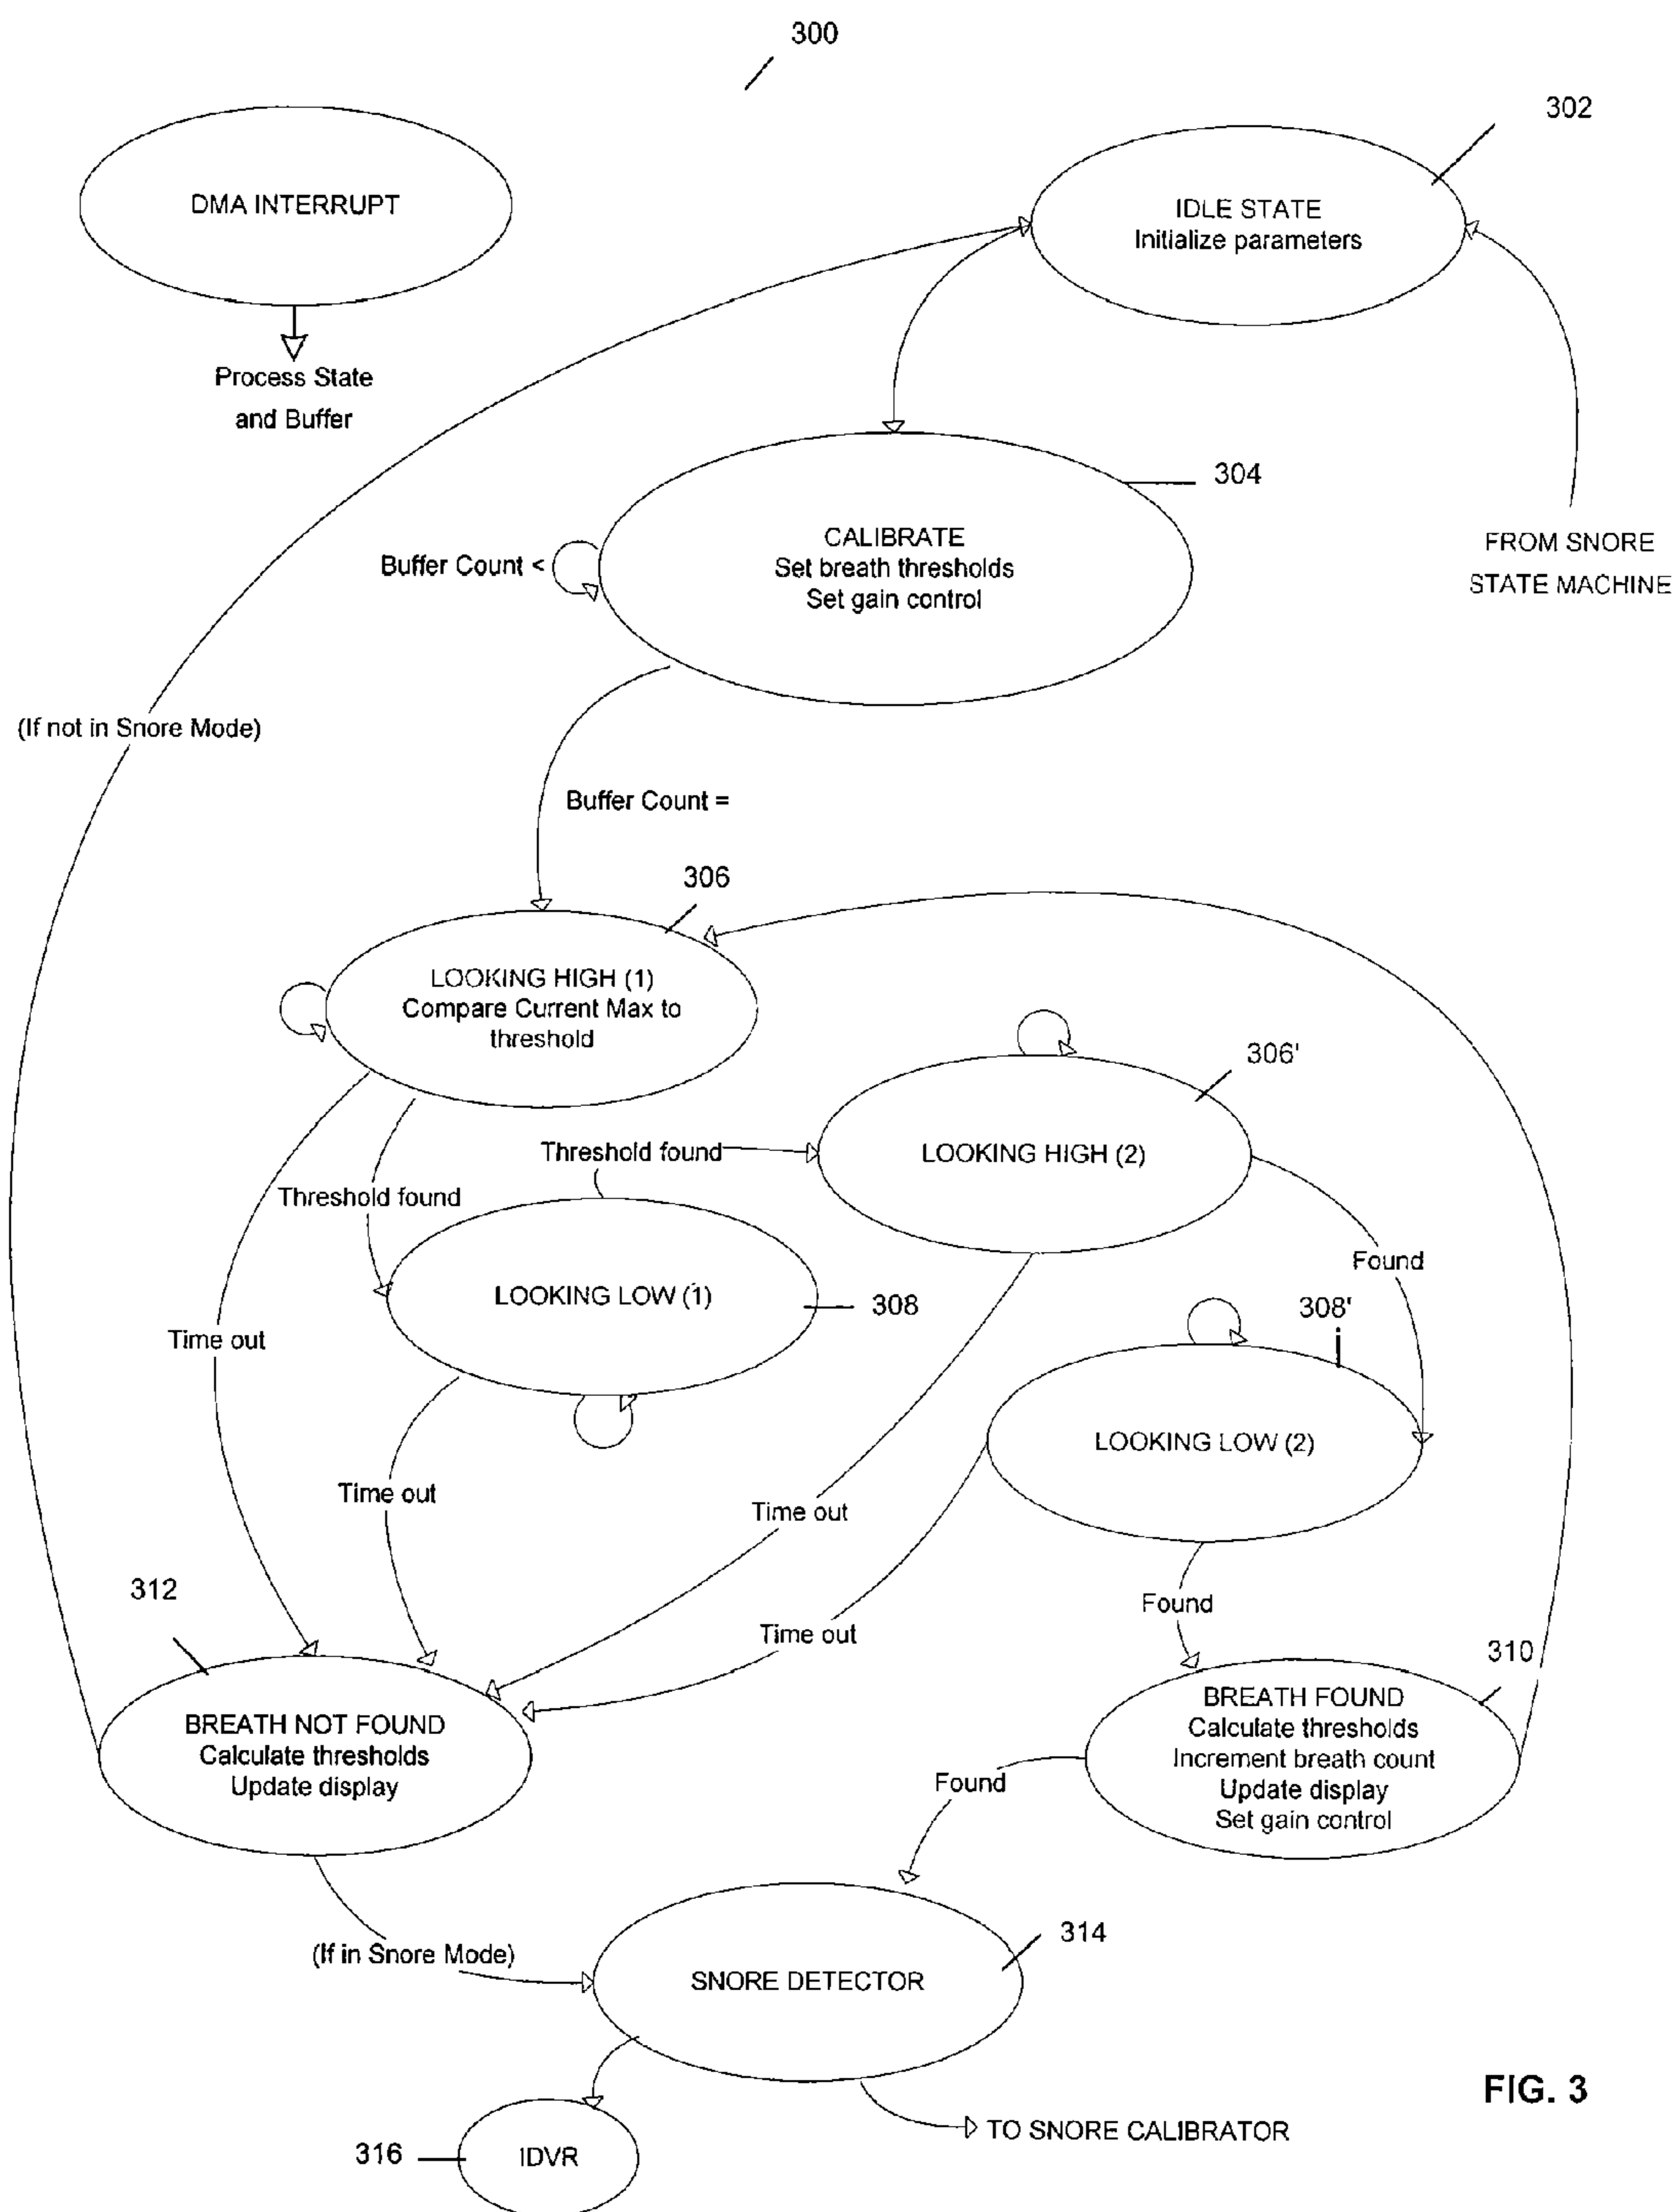 300
302
DMA INTERRUPT
IDLE STATE
Initialize parameters
Process State
and Buffer
304
CALIBRATE
Set breath thresholds
Set gain control
Buffer Count <
FROM SNORE
STATE MACHINE
(If not in Snore Mode)
Buffer Count =
306
LOOKING HIGH (1)
Compare Current Max to
threshold
306'
Threshold found
LOOKING HIGH (2)
Threshold found
Found
LOOKING LOW (1)
308
308'
Time out
LOOKING LOW (2)
Time out
Time out
312
Found
Time out
310
BREATH NOT FOUND
Calculate thresholds
Update display
BREATH FOUND
Calculate thresholds
Increment breath count
Update display
Set gain control
Found
314
(If in Snore Mode)
SNORE DETECTOR
FIG. 3
TO SNORE CALIBRATOR
316
IDVR